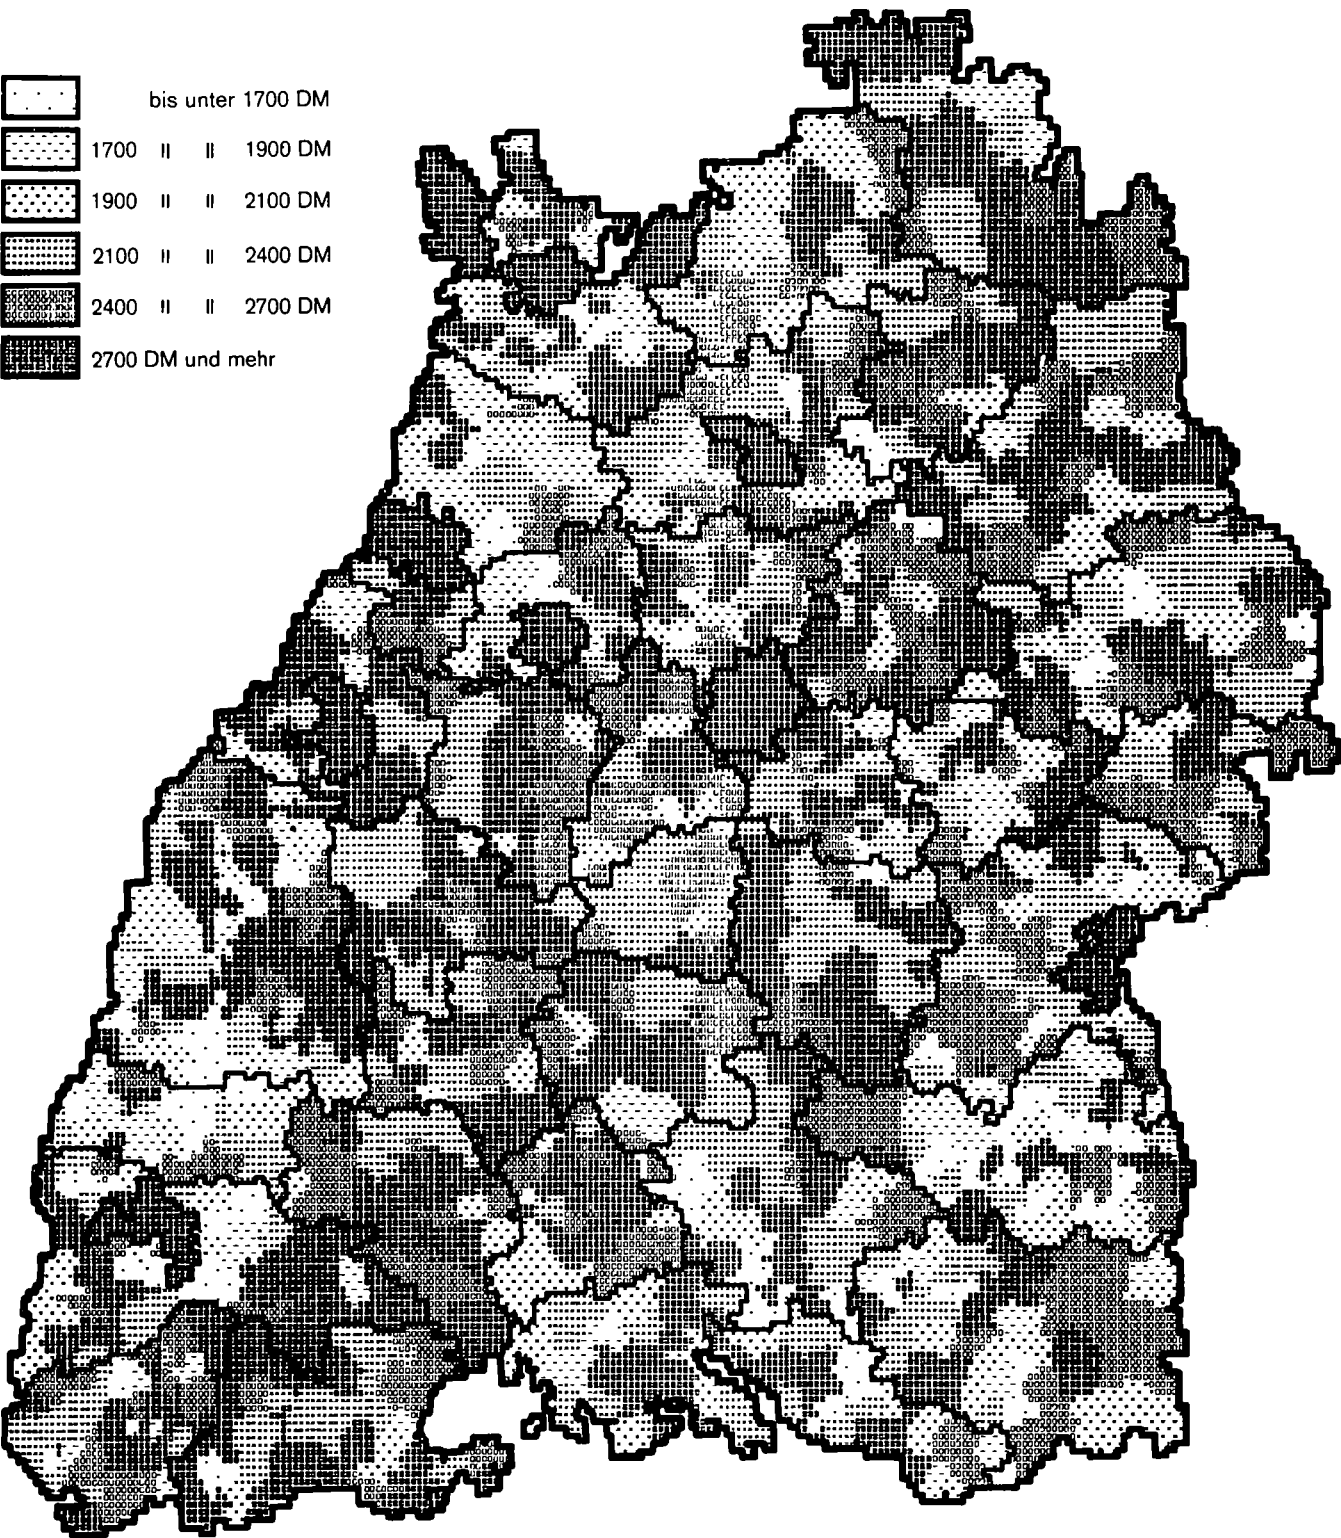 bis unter 1700 DM
1700 " " 1900 DM
1900 " " 2100 DM
2100 " " 2400 DM
2400 " " 2700 DM
2700 DM und mehr